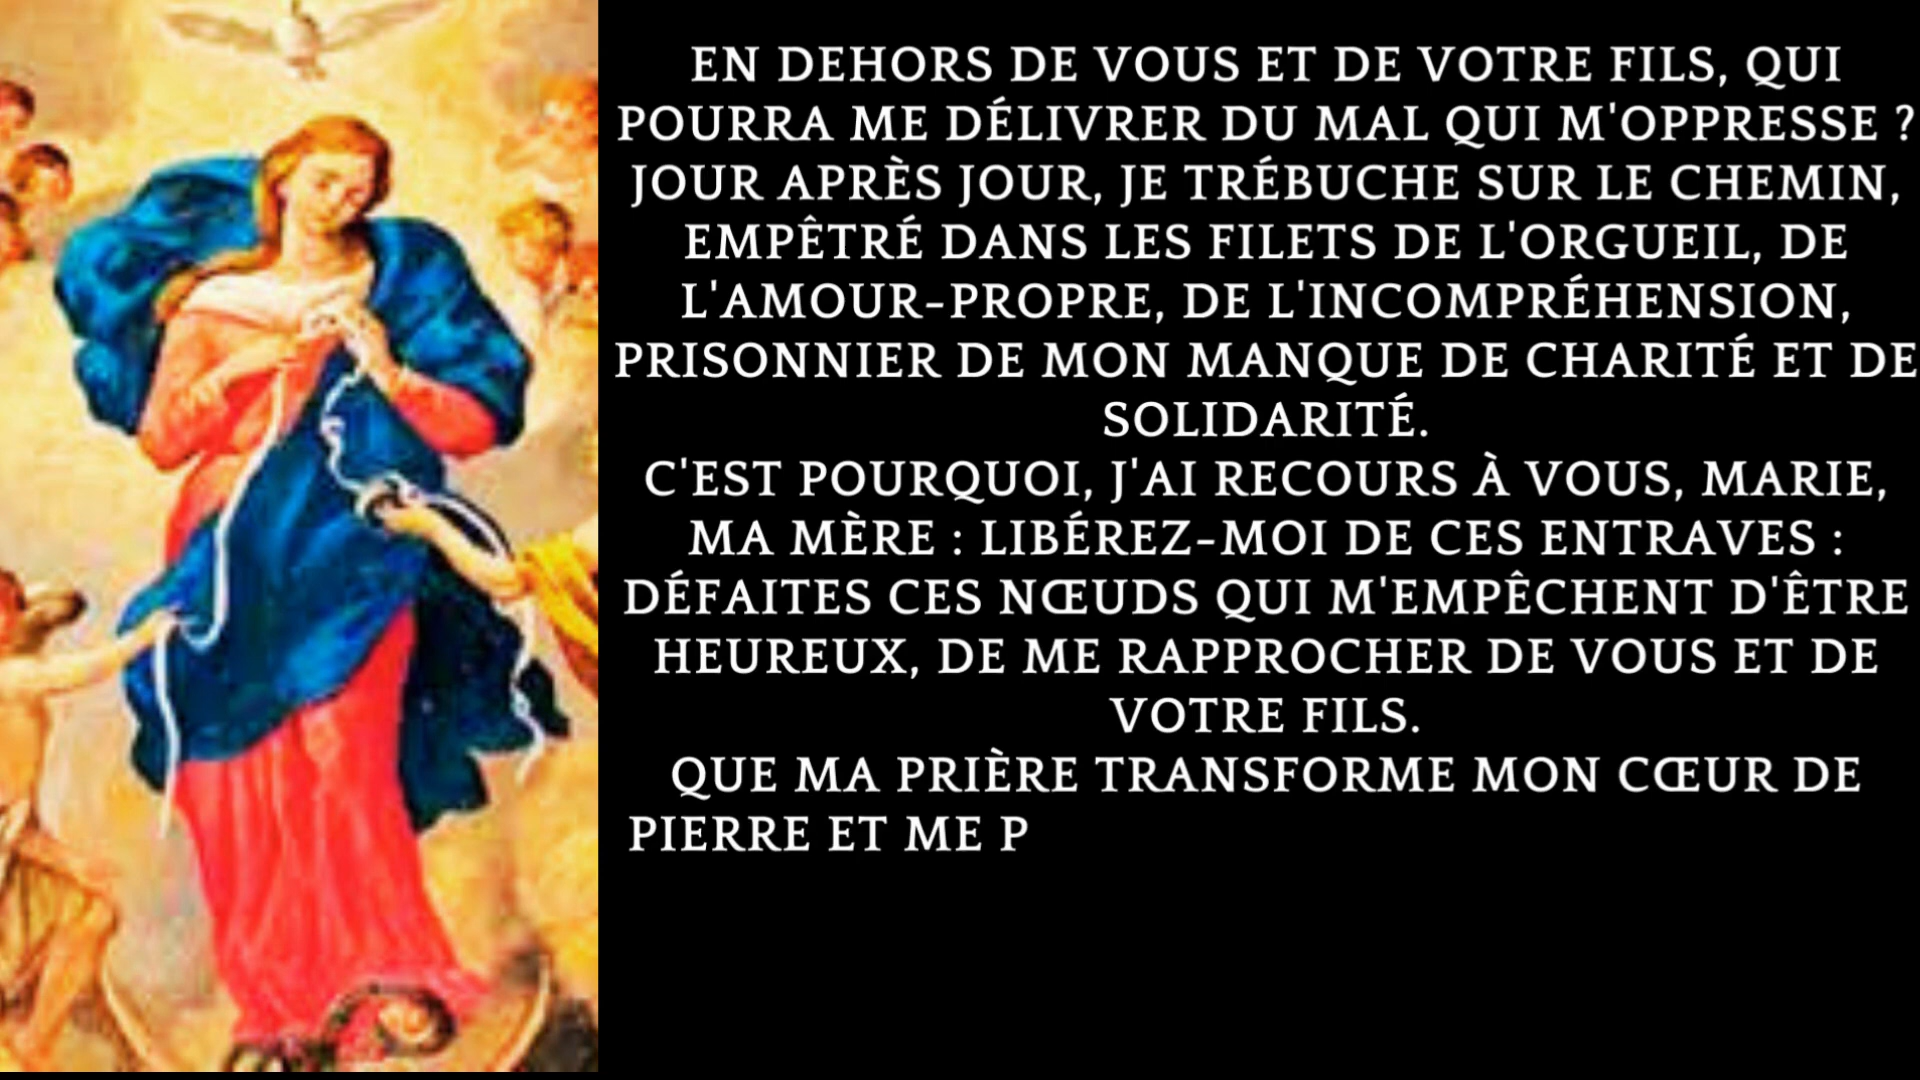 EN DEHORS DE VOUS ET DE VOTRE FILS, QUI
POURRA ME DÉLIVRER DU MAL QUI M'OPPRESSE ?
JOUR APRÈS JOUR, JE TRÉBUCHE SUR LE CHEMIN,
EMPÊTRÉ DANS LES FILETS DE L'ORGUEIL, DE
L'AMOUR-PROPRE, DE L'INCOMPRÉHENSION,
PRISONNIER DE MON MANQUE DE CHARITÉ ET DE
SOLIDARITÉ.
C'EST POURQUOI, J'AI RECOURS À VOUS, MARIE,
MA MÈRE : LIBÉREZ-MOI DE CES ENTRAVES :
DÉFAITES CES NŒUDS QUI M'EMPÊCHENT D'ÊTRE
HEUREUX, DE ME RAPPROCHER DE VOUS ET DE
VOTRE FILS.
QUE MA PRIÈRE TRANSFORME MON CŒUR DE
PIERRE ET ME P